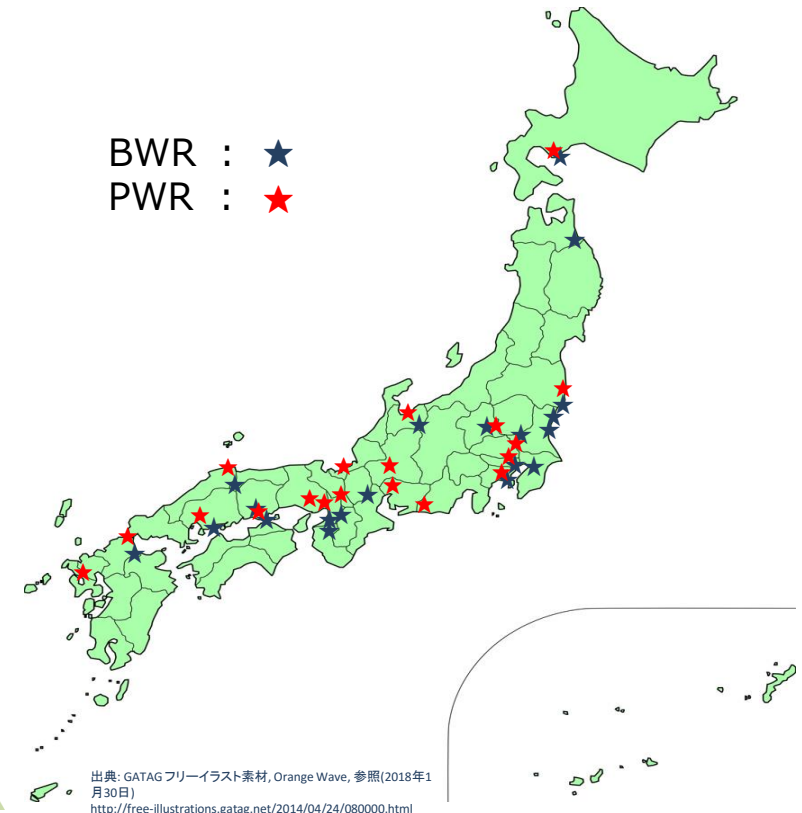 BWR : ★
PWR : ★
出典: GATAG フリーイラスト素材, Orange Wave, 参照(2018年1
月30日)
http://free-illustrations.gatag.net/2014/04/24/080000.html